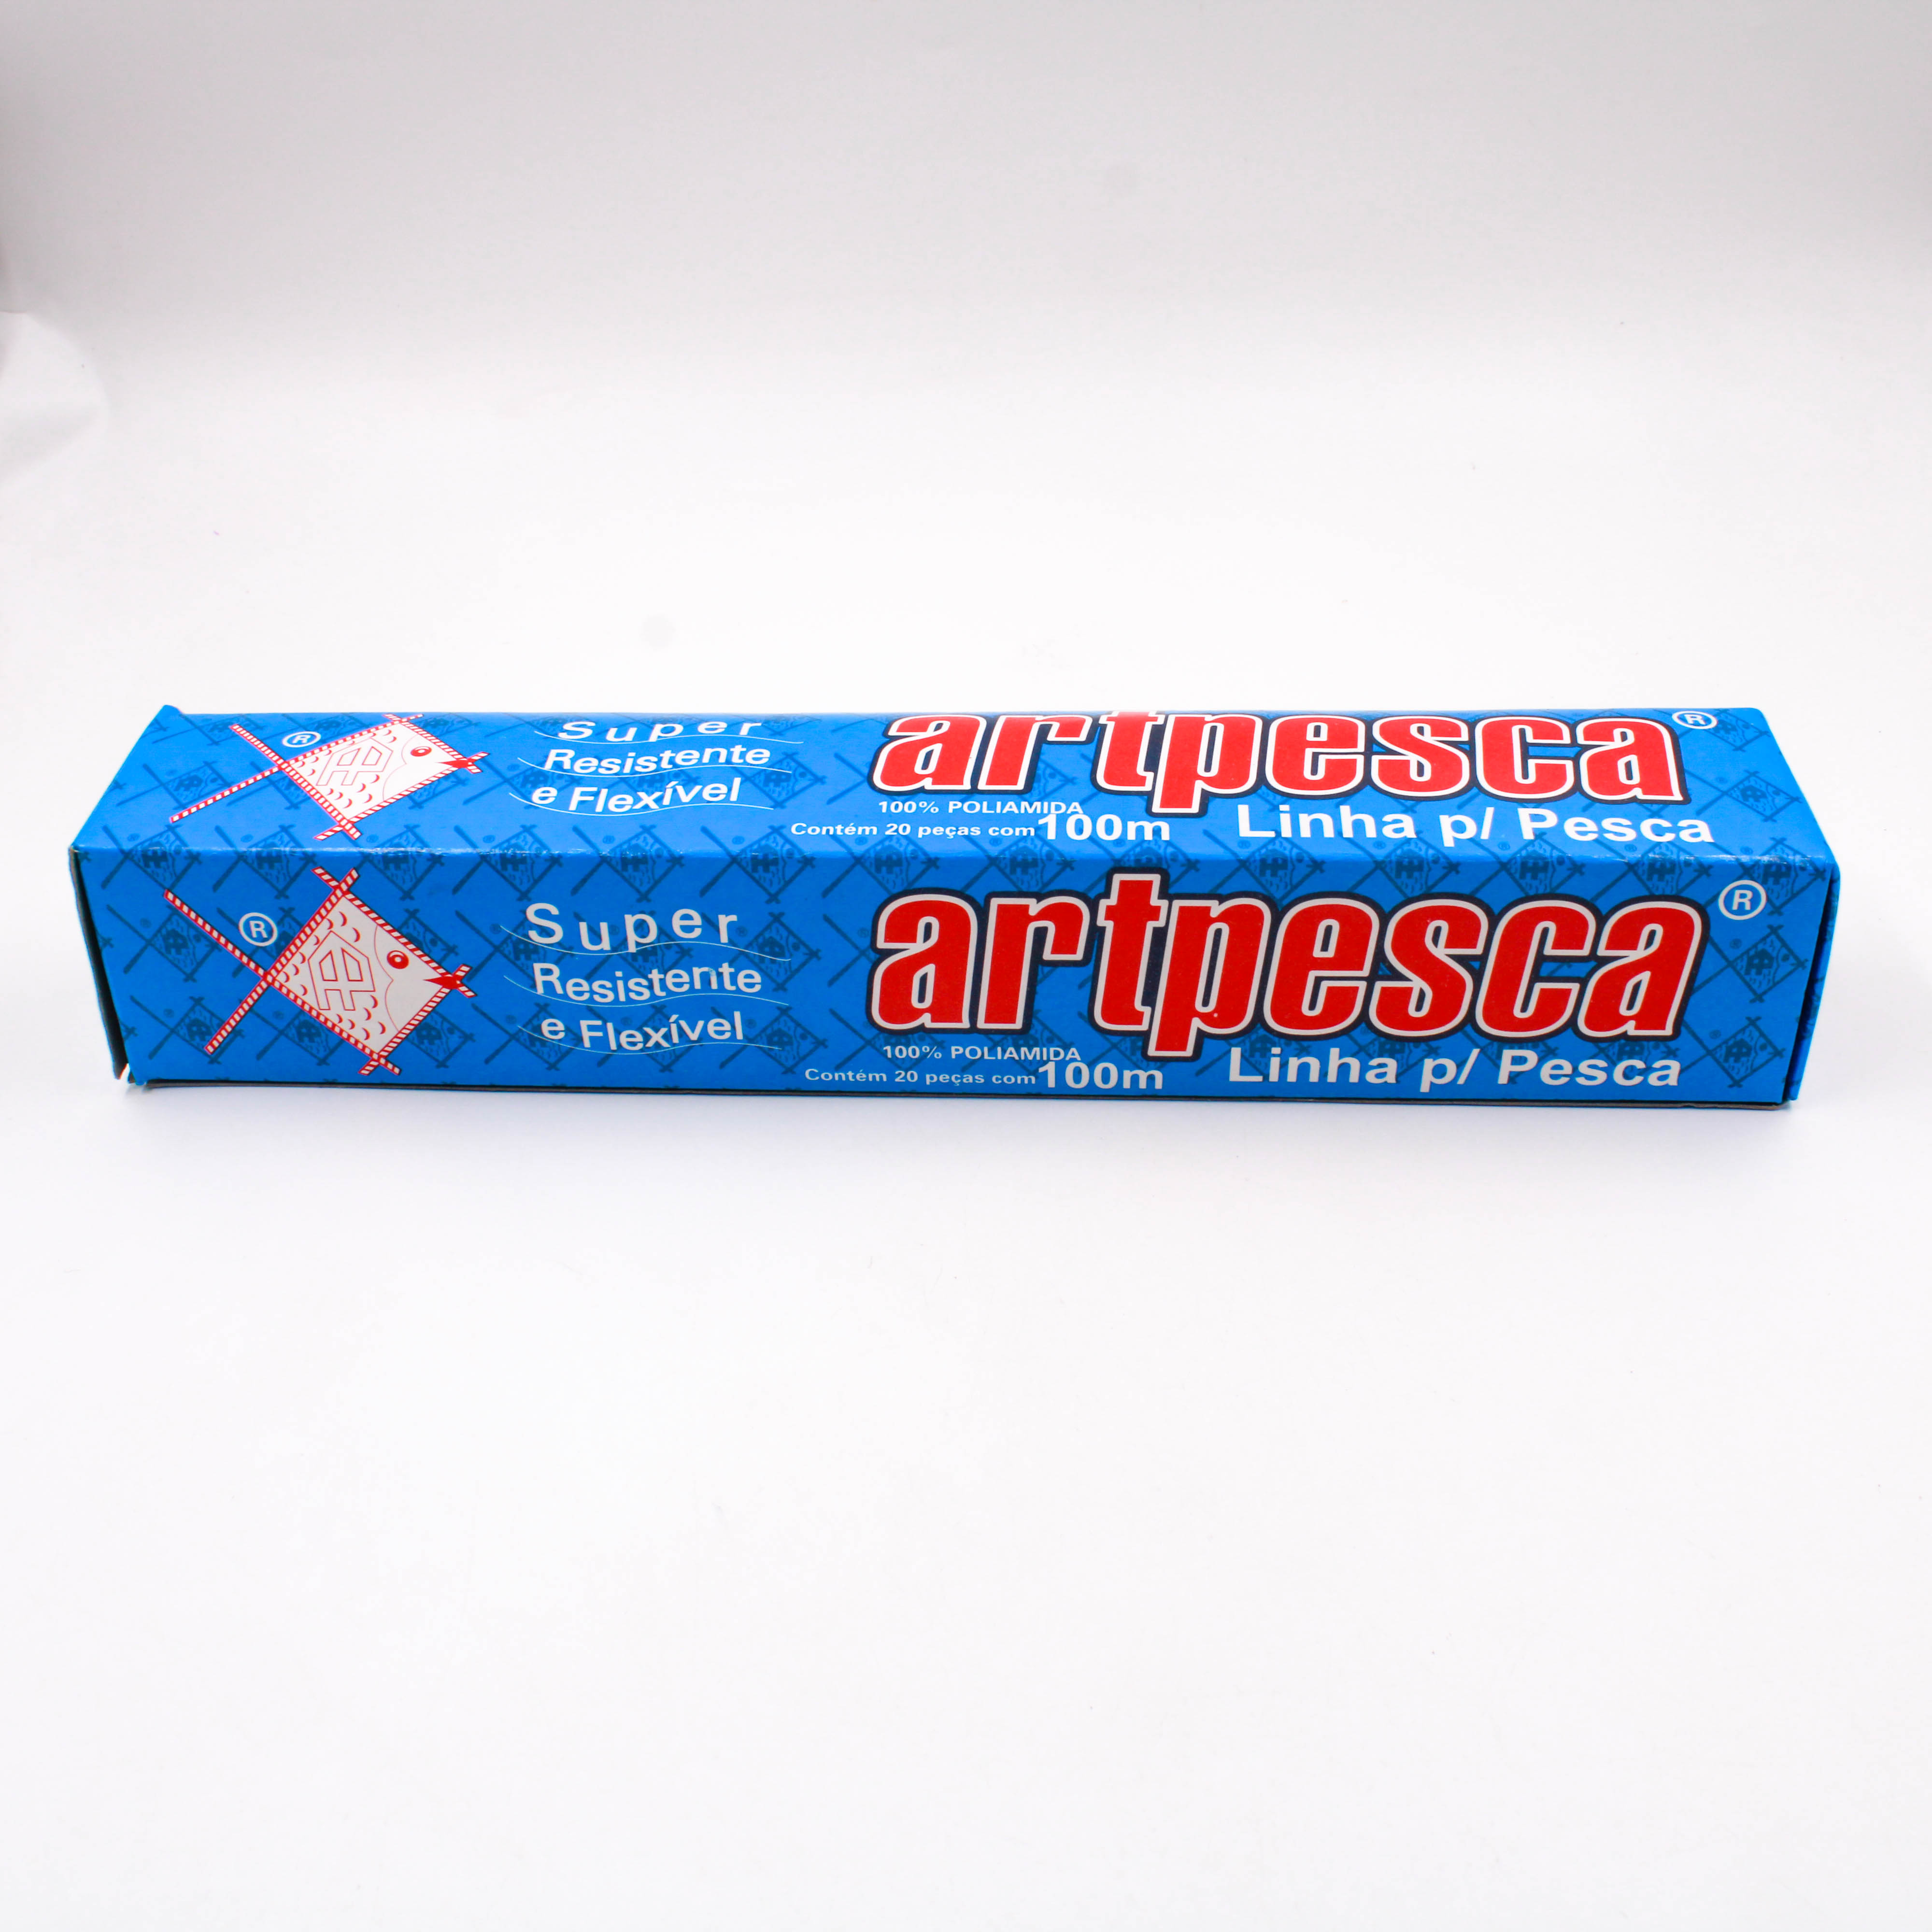 ®
Super
Resistente
e Flexível
artpesca®
100% POLIAMIDA
Contém 20 peças com 100m
Linha p/ Pesca
®
Super
Resistente
e Flexível
artpesca®
100% POLIAMIDA
Contém 20 peças com 100m
Linha p/ Pesca